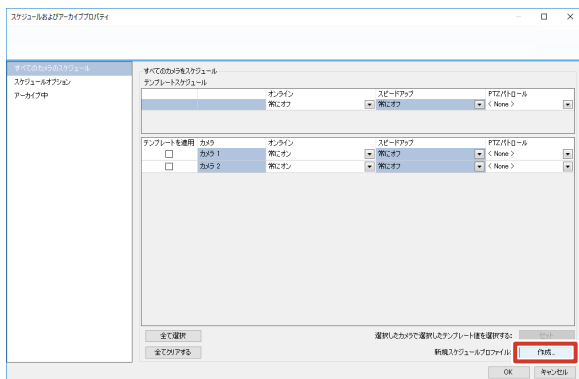 スケジュールおよびアーカイブプロパティ
すべてのカメラのスケジュール
スケジュールオプション
アーカイブ中
すべてのカメラをスケジュール
テンプレートスケジュール
オンライン スピードアップ PTZパトロール
常にオフ 常にオフ < None >
テンプレートを適用 カメラ オンライン スピードアップ PTZパトロール
カメラ 1 常にオン 常にオフ < None >
カメラ 2 常にオン 常にオフ < None >
全て選択 選択したカメラで選択したテンプレート値を選択する: セット
全てクリアする 新規スケジュールプロファイル: 作成...
OK キャンセル